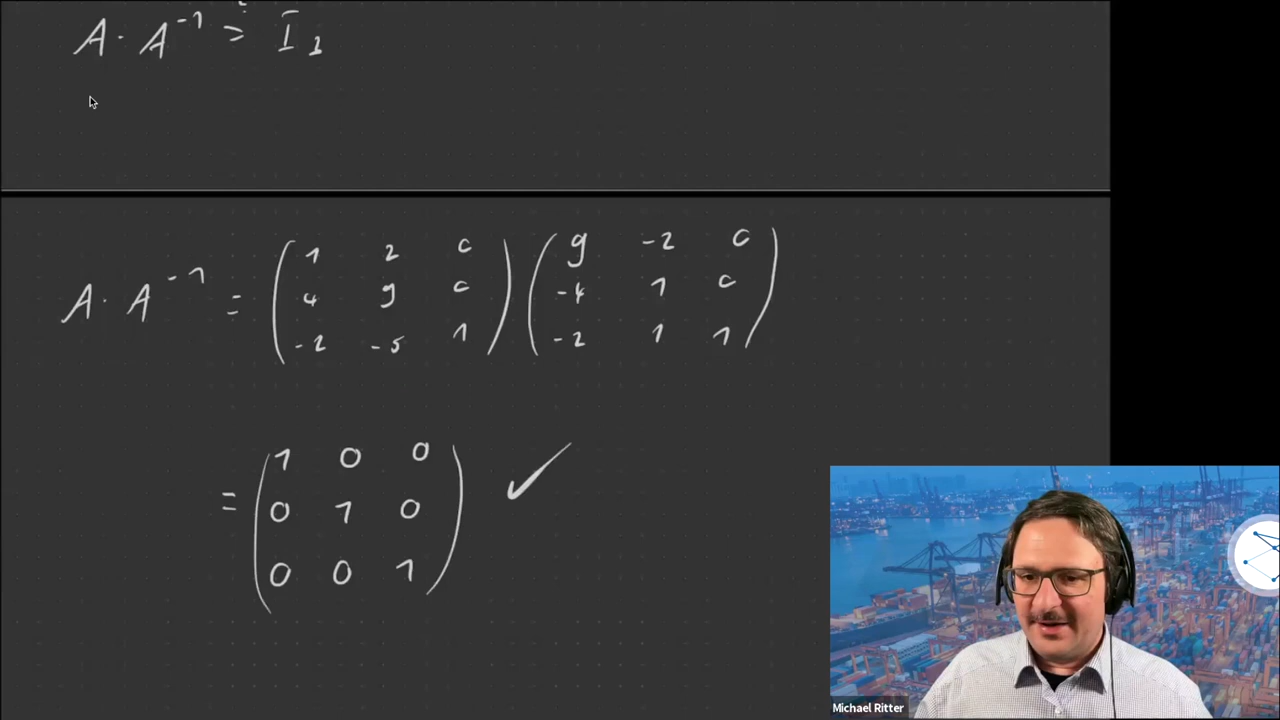 A · A⁻¹ ≟ I₃
A · A⁻¹ = ( 1 2 0 ) ( 9 -2 0 )
( 4 9 0 ) ( -4 1 0 )
( -2 -5 1 ) ( -2 1 1 )
= ( 1 0 0 ) ✓
( 0 1 0 )
( 0 0 1 )
Michael Ritter